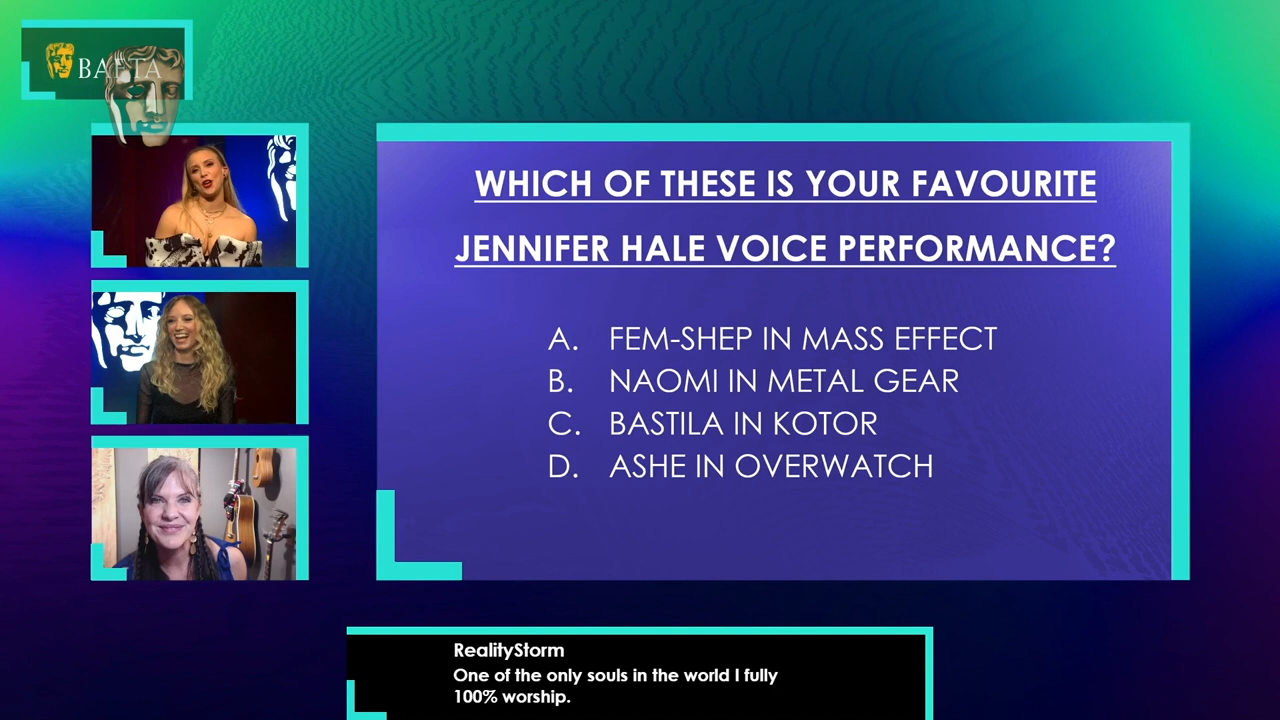 BAFTA
WHICH OF THESE IS YOUR FAVOURITE
JENNIFER HALE VOICE PERFORMANCE?
A. FEM-SHEP IN MASS EFFECT
B. NAOMI IN METAL GEAR
C. BASTILA IN KOTOR
D. ASHE IN OVERWATCH
RealityStorm
One of the only souls in the world I fully
100% worship.